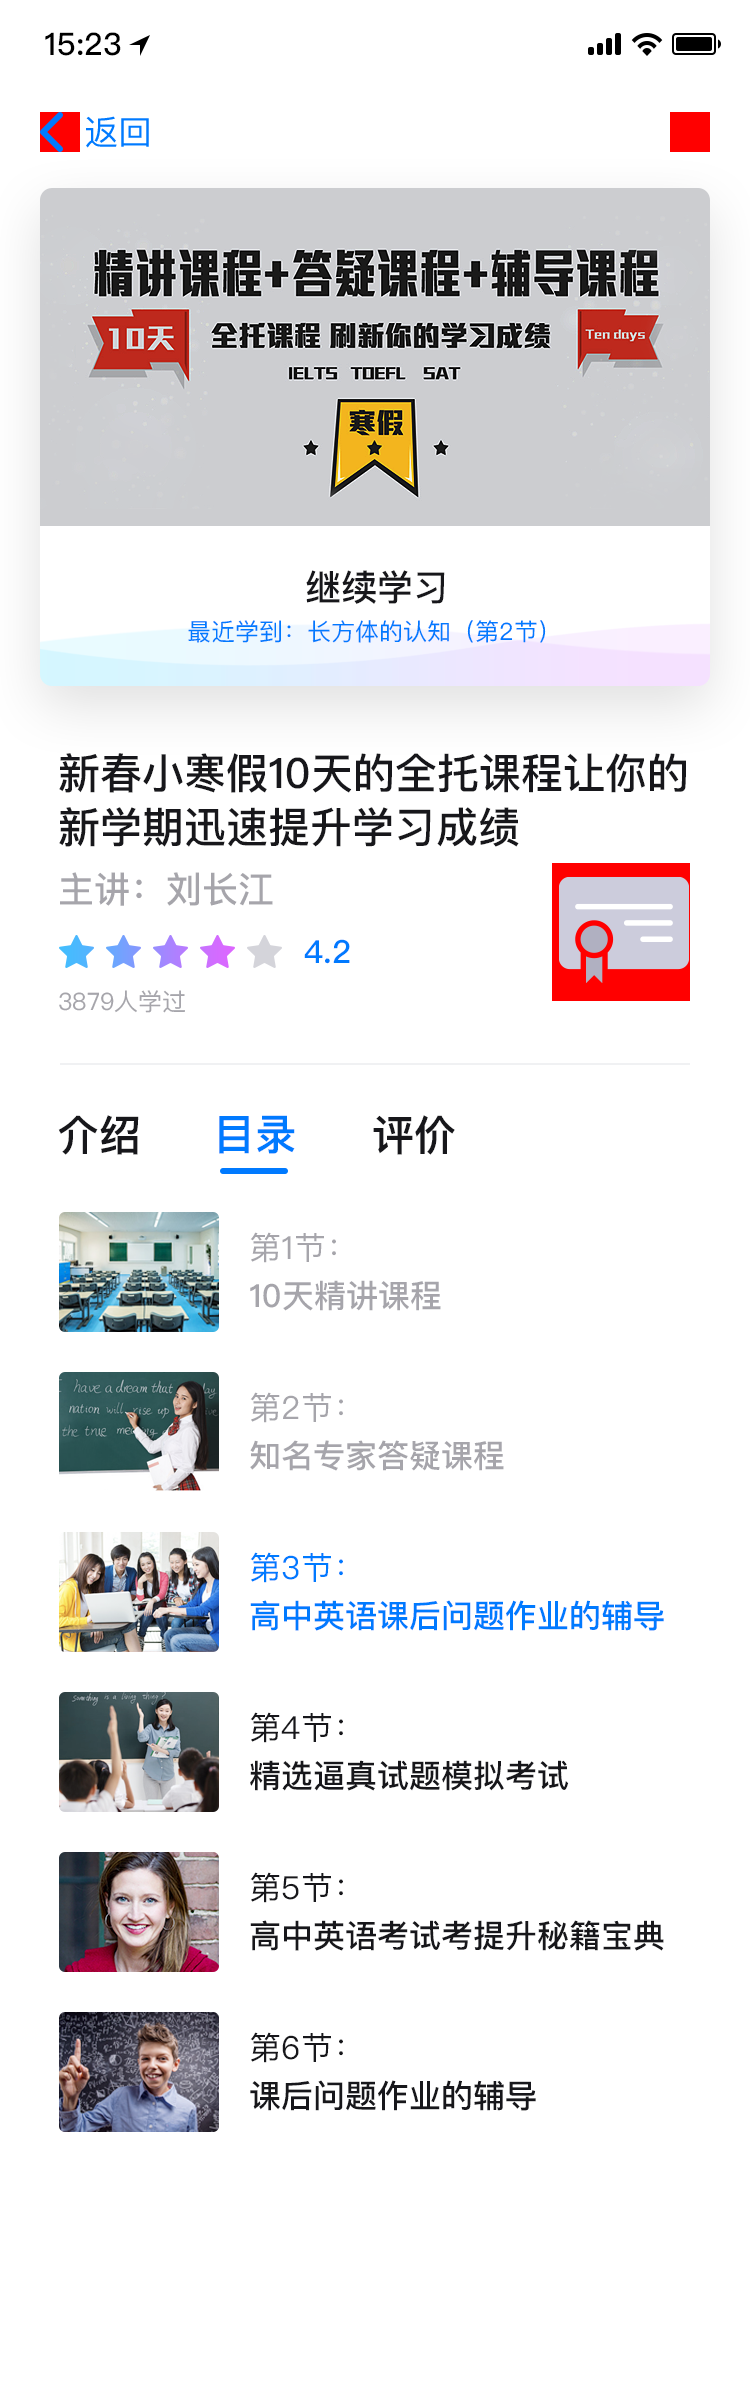 15:23
返回
精讲课程+答疑课程+辅导课程
10天
全托课程 刷新你的学习成绩
Ten days
IELTS TOEFL SAT
寒假
继续学习
最近学到：长方体的认知（第2节）
新春小寒假10天的全托课程让你的
新学期迅速提升学习成绩
主讲：刘长江
4.2
3879人学过
介绍
目录
评价
第1节：
10天精讲课程
have a dream that
nation will rise up
the true
第2节：
知名专家答疑课程
第3节：
高中英语课后问题作业的辅导
Something is a living thing?
第4节：
精选逼真试题模拟考试
第5节：
高中英语考试考提升秘籍宝典
第6节：
课后问题作业的辅导